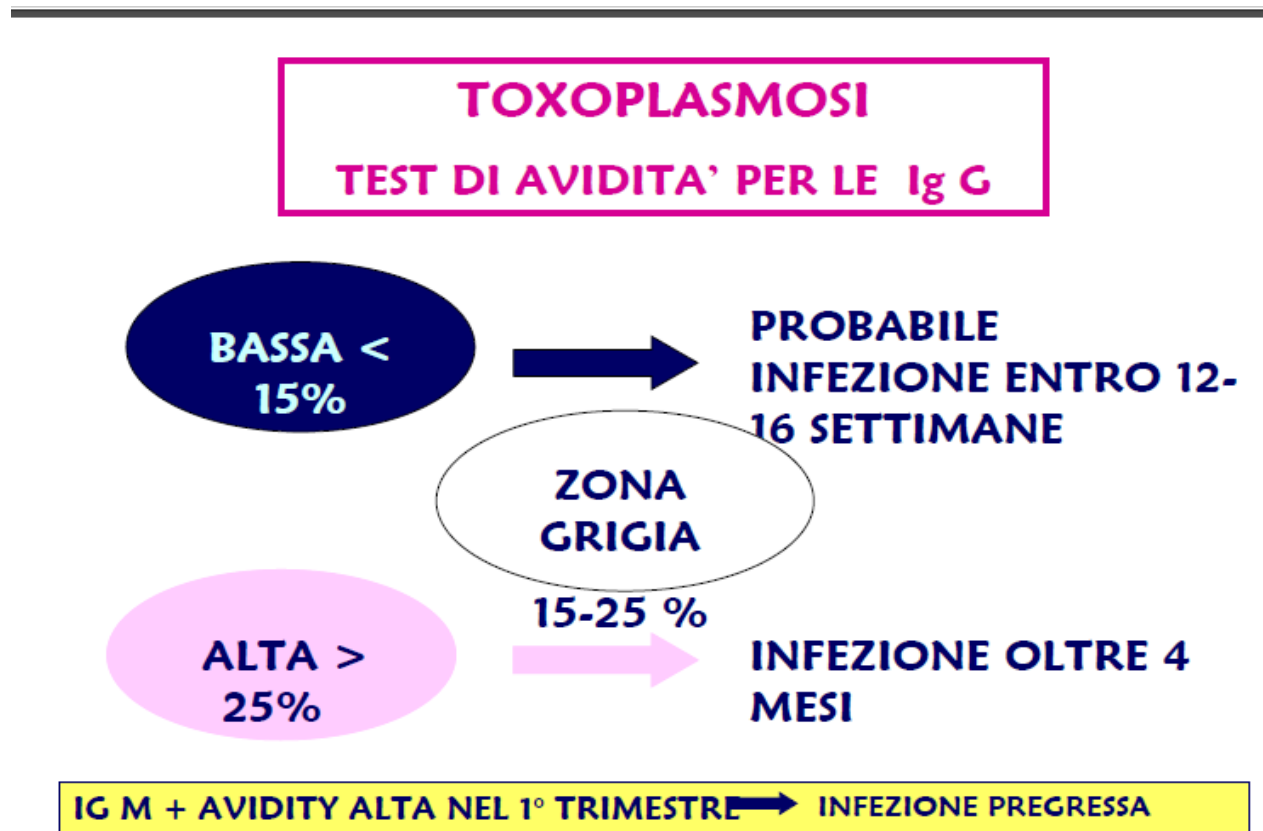 TOXOPLASMOSI
TEST DI AVIDITA’ PER LE Ig G
BASSA <
15%
PROBABILE
INFEZIONE ENTRO 12-
16 SETTIMANE
ZONA
GRIGIA
15-25 %
ALTA >
25%
INFEZIONE OLTRE 4
MESI
IG M + AVIDITY ALTA NEL 1° TRIMESTRE INFEZIONE PREGRESSA